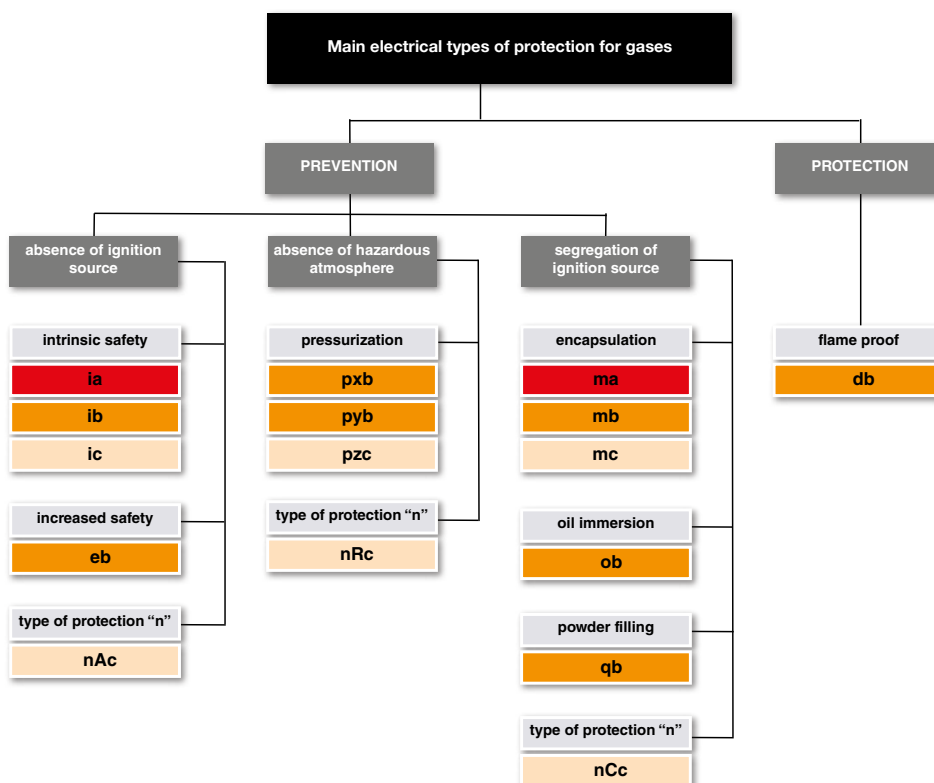 Main electrical types of protection for gases
PREVENTION
PROTECTION
absence of ignition
source
absence of hazardous
atmosphere
segregation of
ignition source
intrinsic safety
ia
ib
ic
increased safety
eb
type of protection “n”
nAc
pressurization
pxb
pyb
pzc
type of protection “n”
nRc
encapsulation
ma
mb
mc
oil immersion
ob
powder filling
qb
type of protection “n”
nCc
flame proof
db